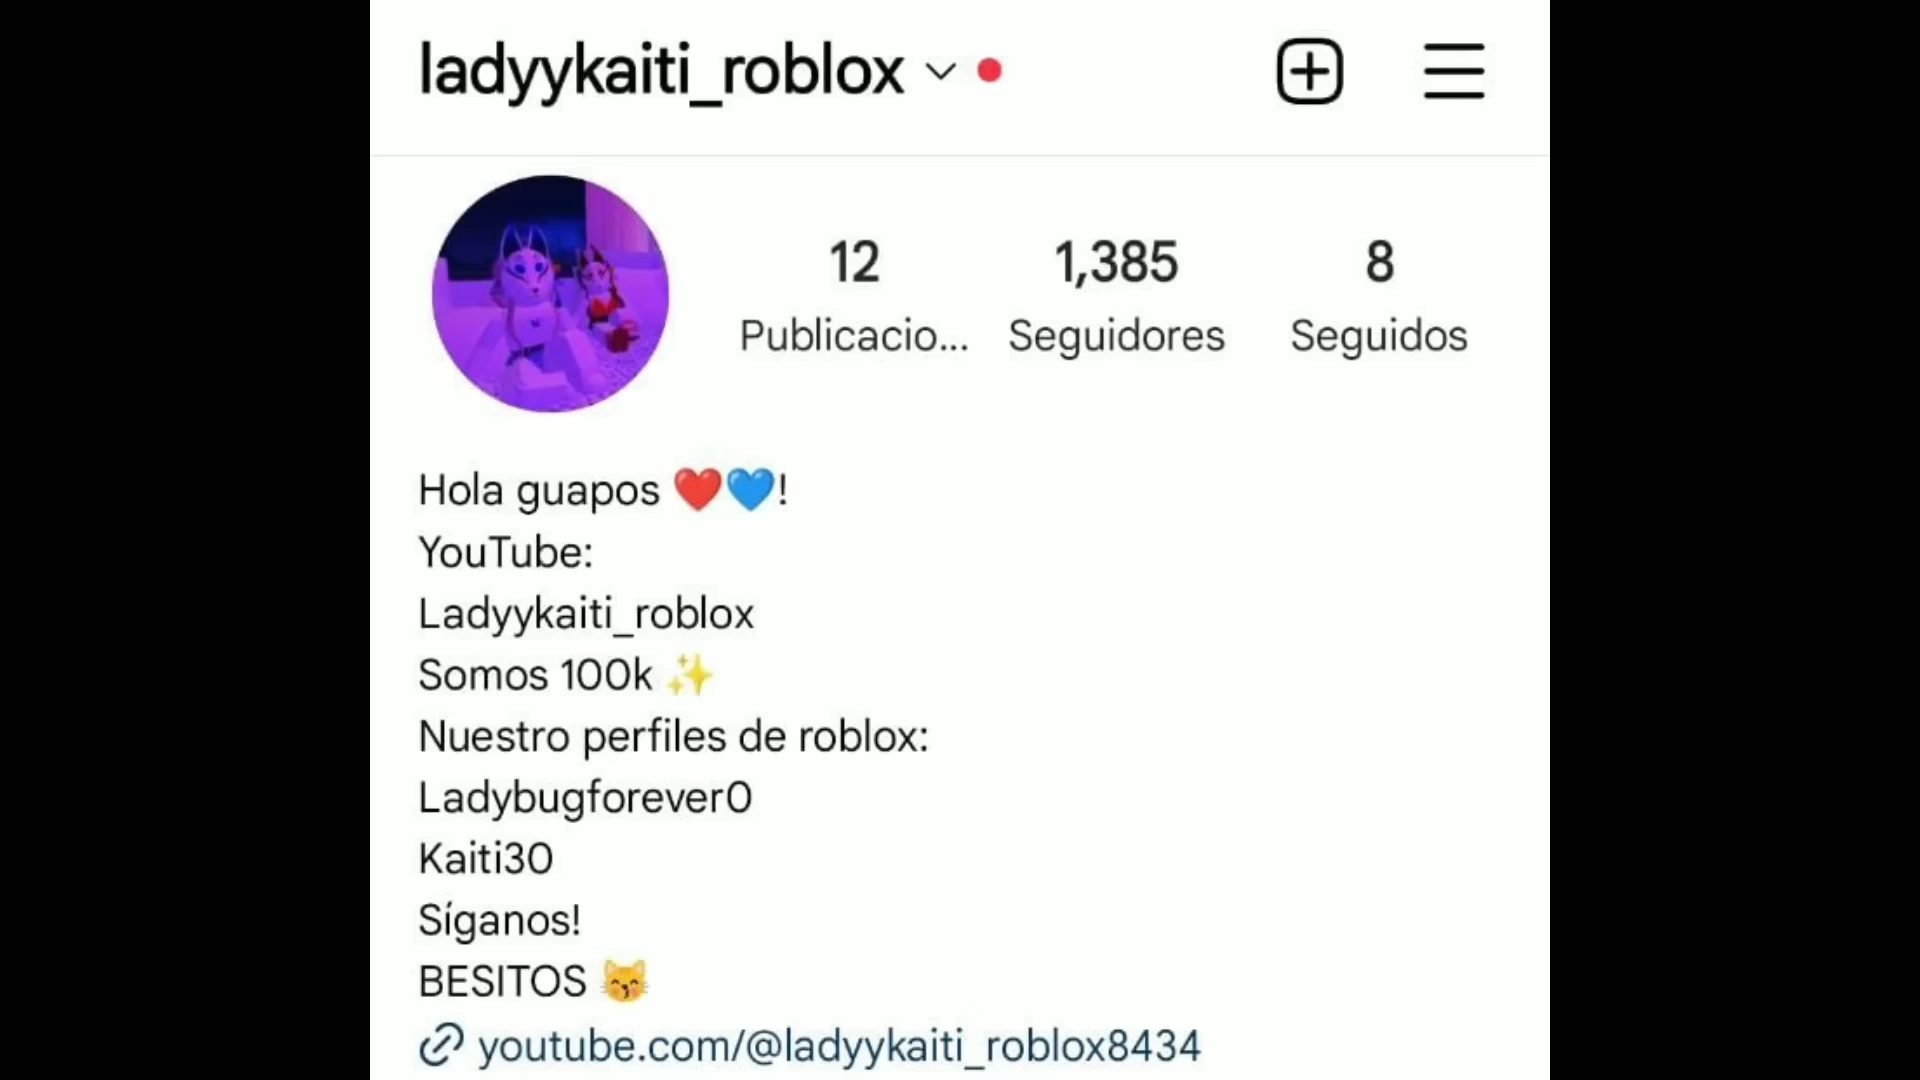 ladyykaiti_roblox
12 1,385 8
Publicacio... Seguidores Seguidos
Hola guapos ❤️💙!
YouTube:
Ladyykaiti_roblox
Somos 100k ✨
Nuestro perfiles de roblox:
Ladybugforever0
Kaiti30
Síganos!
BESITOS 😽
youtube.com/@ladyykaiti_roblox8434